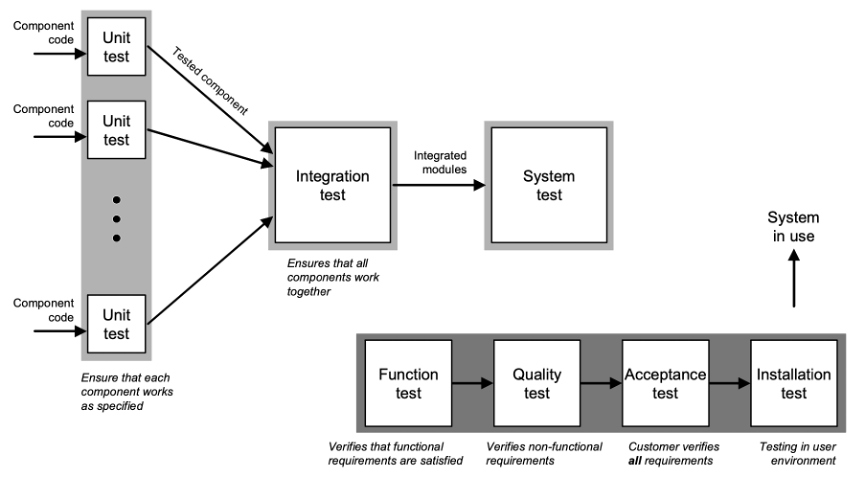 Component
code
Unit
test
Tested component
Component
code
Unit
test
Integration
test
Integrated
modules
System
test
System
in use
Ensures that all
components work
together
Component
code
Unit
test
Ensure that each
component works
as specified
Function
test
Quality
test
Acceptance
test
Installation
test
Verifies that functional
requirements are satisfied
Verifies non-functional
requirements
Customer verifies
all requirements
Testing in user
environment